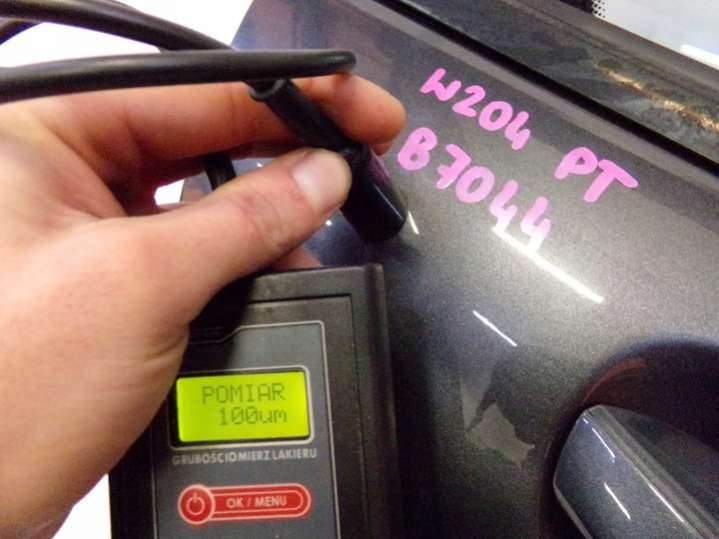 W204 PT
B7044
POMIAR
100um
GRUBOŚCIOMIERZ LAKIERU
OK / MENU